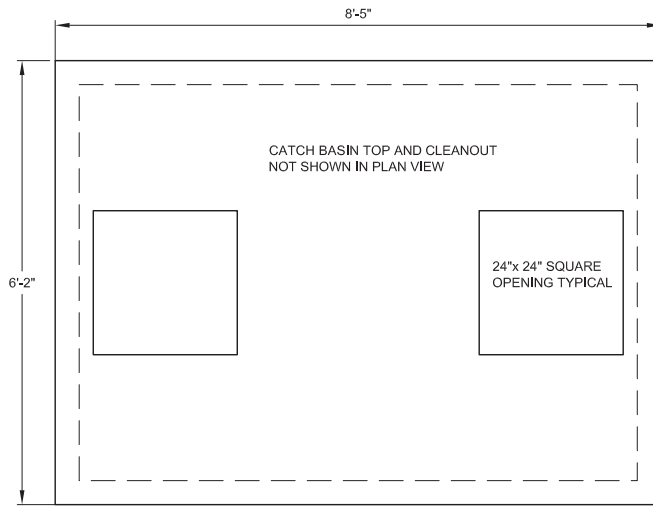 8'-5"
CATCH BASIN TOP AND CLEANOUT
NOT SHOWN IN PLAN VIEW
6'-2"
24"x 24" SQUARE
OPENING TYPICAL